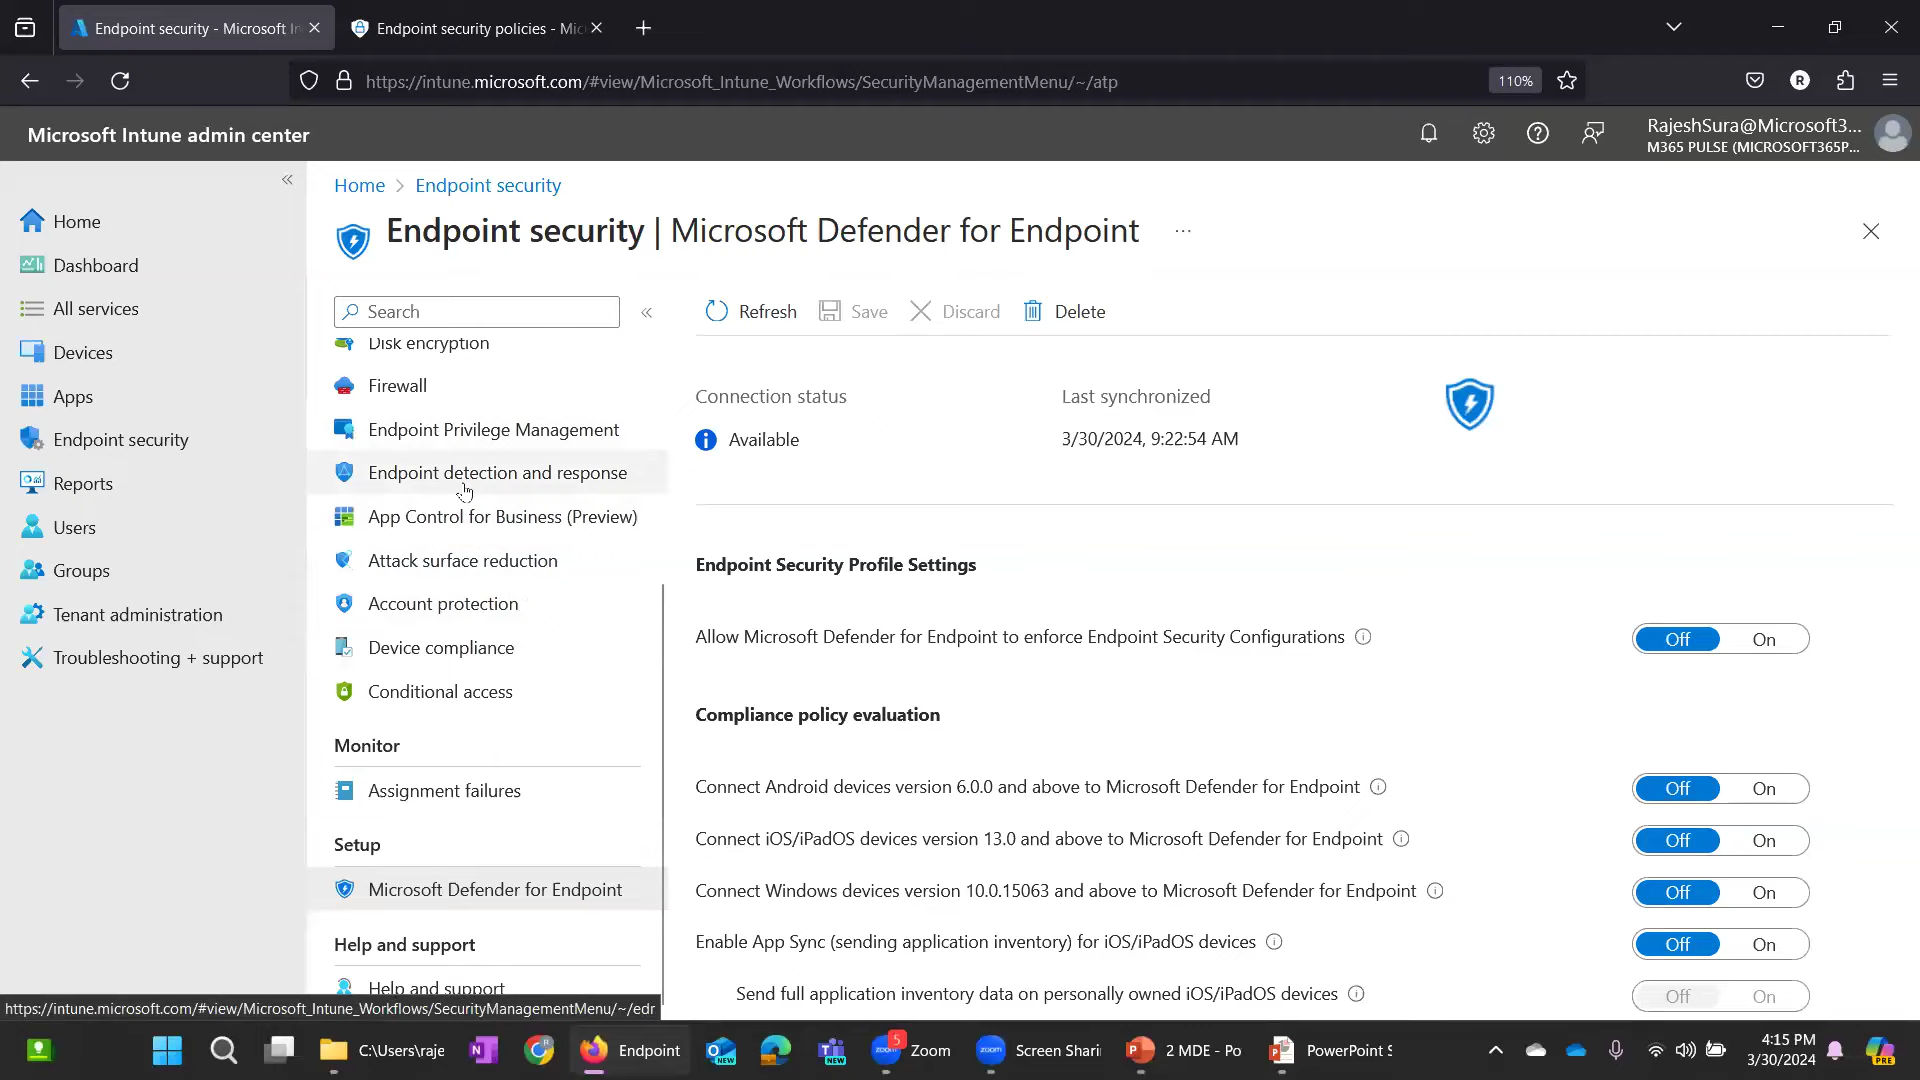 Endpoint security - Microsoft In
Endpoint security policies - Mic
https://intune.microsoft.com/#view/Microsoft_Intune_Workflows/SecurityManagementMenu/~/atp
110%
R
Microsoft Intune admin center
RajeshSura@Microsoft3...
M365 PULSE (MICROSOFT365P...
Home
Dashboard
All services
Devices
Apps
Endpoint security
Reports
Users
Groups
Tenant administration
Troubleshooting + support
Home > Endpoint security
Endpoint security | Microsoft Defender for Endpoint ...
Search
Disk encryption
Firewall
Endpoint Privilege Management
Endpoint detection and response
App Control for Business (Preview)
Attack surface reduction
Account protection
Device compliance
Conditional access
Monitor
Assignment failures
Setup
Microsoft Defender for Endpoint
Help and support
Help and support
Refresh Save Discard Delete
Connection status
Available
Last synchronized
3/30/2024, 9:22:54 AM
Endpoint Security Profile Settings
Allow Microsoft Defender for Endpoint to enforce Endpoint Security Configurations Off On
Compliance policy evaluation
Connect Android devices version 6.0.0 and above to Microsoft Defender for Endpoint Off On
Connect iOS/iPadOS devices version 13.0 and above to Microsoft Defender for Endpoint Off On
Connect Windows devices version 10.0.15063 and above to Microsoft Defender for Endpoint Off On
Enable App Sync (sending application inventory) for iOS/iPadOS devices Off On
Send full application inventory data on personally owned iOS/iPadOS devices Off On
https://intune.microsoft.com/#view/Microsoft_Intune_Workflows/SecurityManagementMenu/~/edr
C:\Users\raje
Endpoint
NEW
NEW
zoom
5
Zoom
zoom
Screen Shari
2 MDE - Po
PowerPoint S
4:15 PM
3/30/2024
PRE